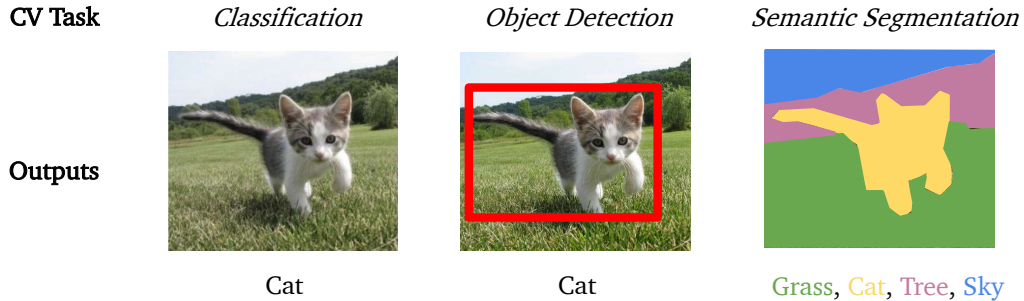 CV Task Classification Object Detection Semantic Segmentation
Outputs
Cat Cat Grass, Cat, Tree, Sky